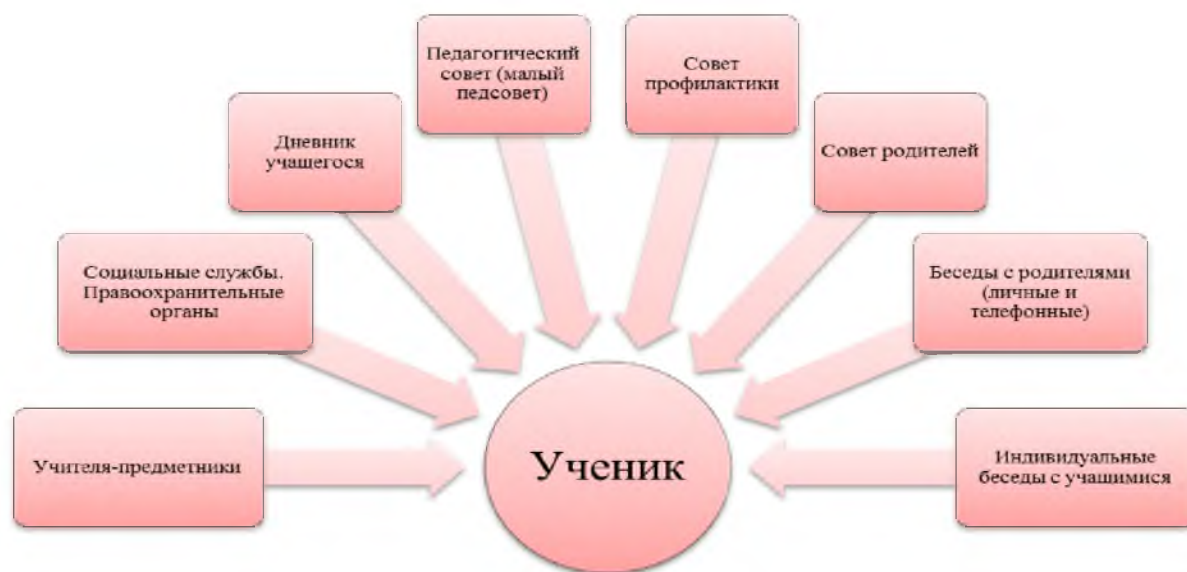 Педагогический
совет (малый
педсовет)
Совет
профилактики
Дневник
учащегося
Совет родителей
Социальные службы.
Правоохранительные
органы
Беседы с родителями
(личные и
телефонные)
Учителя-предметники
Ученик
Индивидуальные
беседы с учащимися